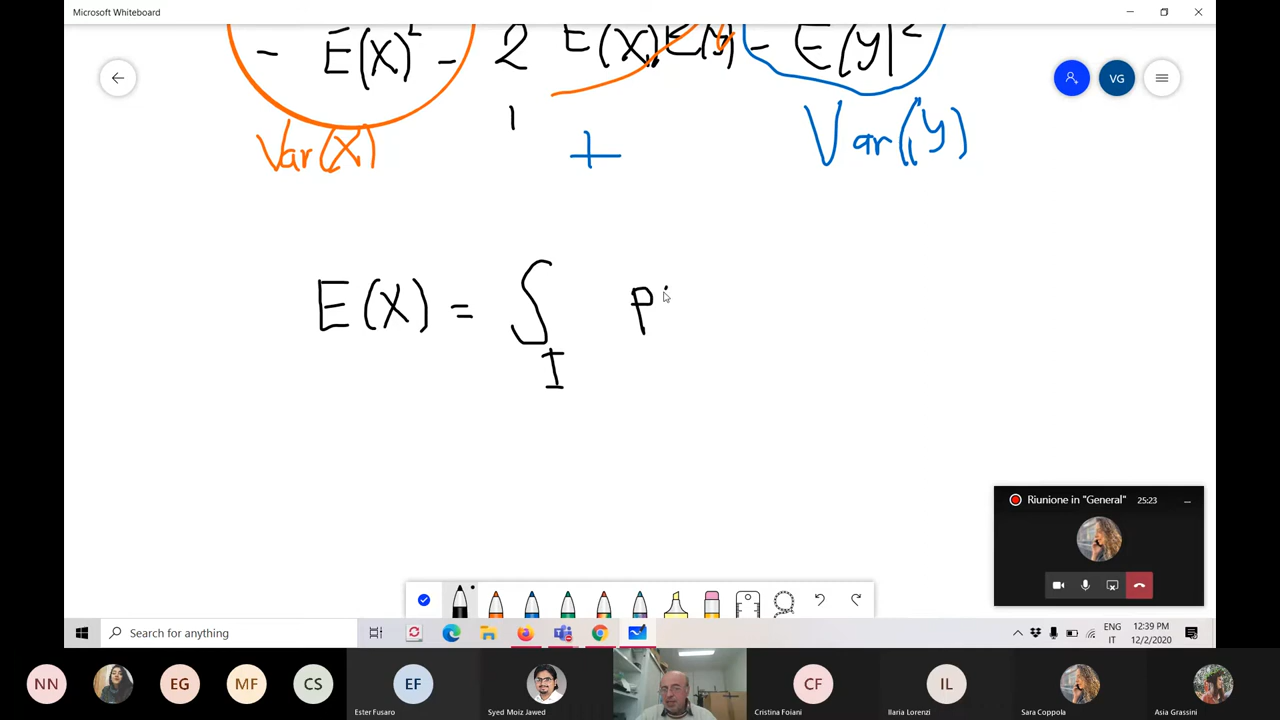 Microsoft Whiteboard
- E(X)² - 2 E(X) E(Y) - E(Y)²
Var(X) + Var(Y)
VG
E(X) = ∫ p
I
Riunione in "General" 25:23
Search for anything
ENG
IT
12:39 PM
12/2/2020
NN EG MF CS EF CF IL
Ester Fusaro Syed Moiz Jawed Cristina Foiani Ilaria Lorenzi Sara Coppola Asia Grassini